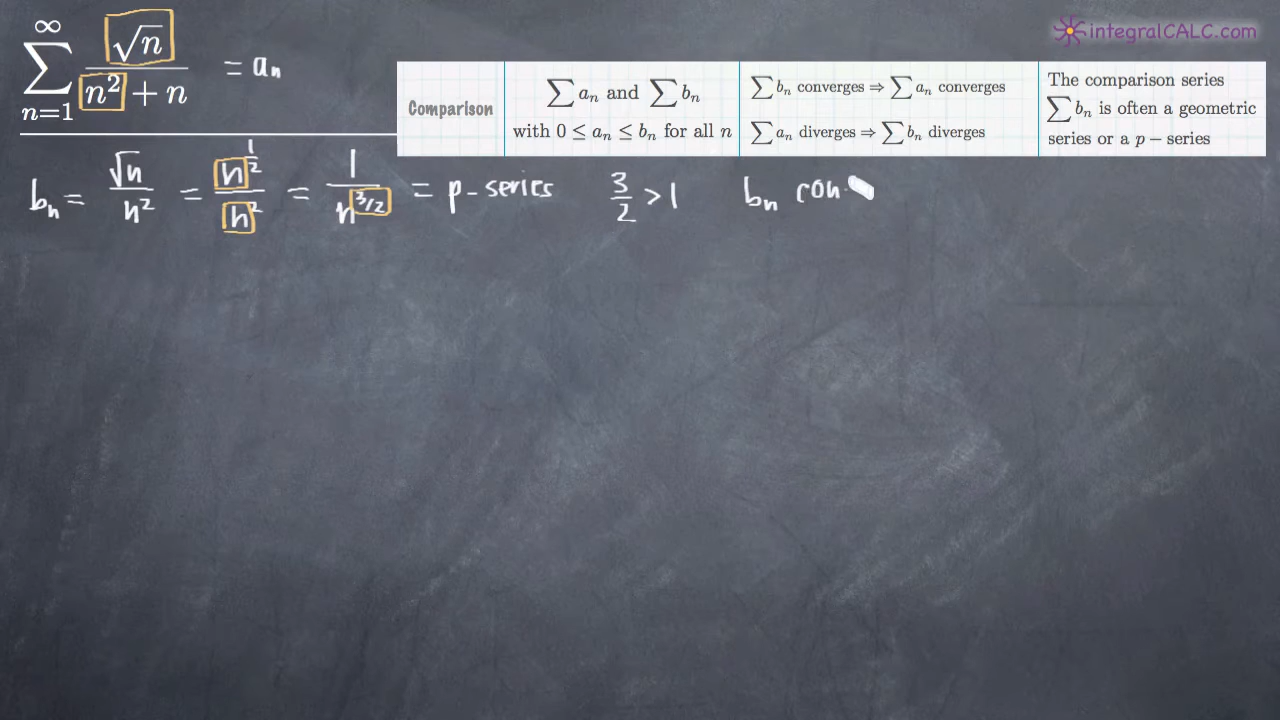 integralCALC.com
∞
∑ √n / (n² + n) = aₙ
n=1
Comparison
∑ aₙ and ∑ bₙ
with 0 ≤ aₙ ≤ bₙ for all n
∑ bₙ converges ⇒ ∑ aₙ converges
∑ aₙ diverges ⇒ ∑ bₙ diverges
The comparison series
∑ bₙ is often a geometric
series or a p − series
bₙ = √n / n² = n^(1/2) / n² = 1 / n^(3/2) = p-series 3/2 > 1 bₙ con